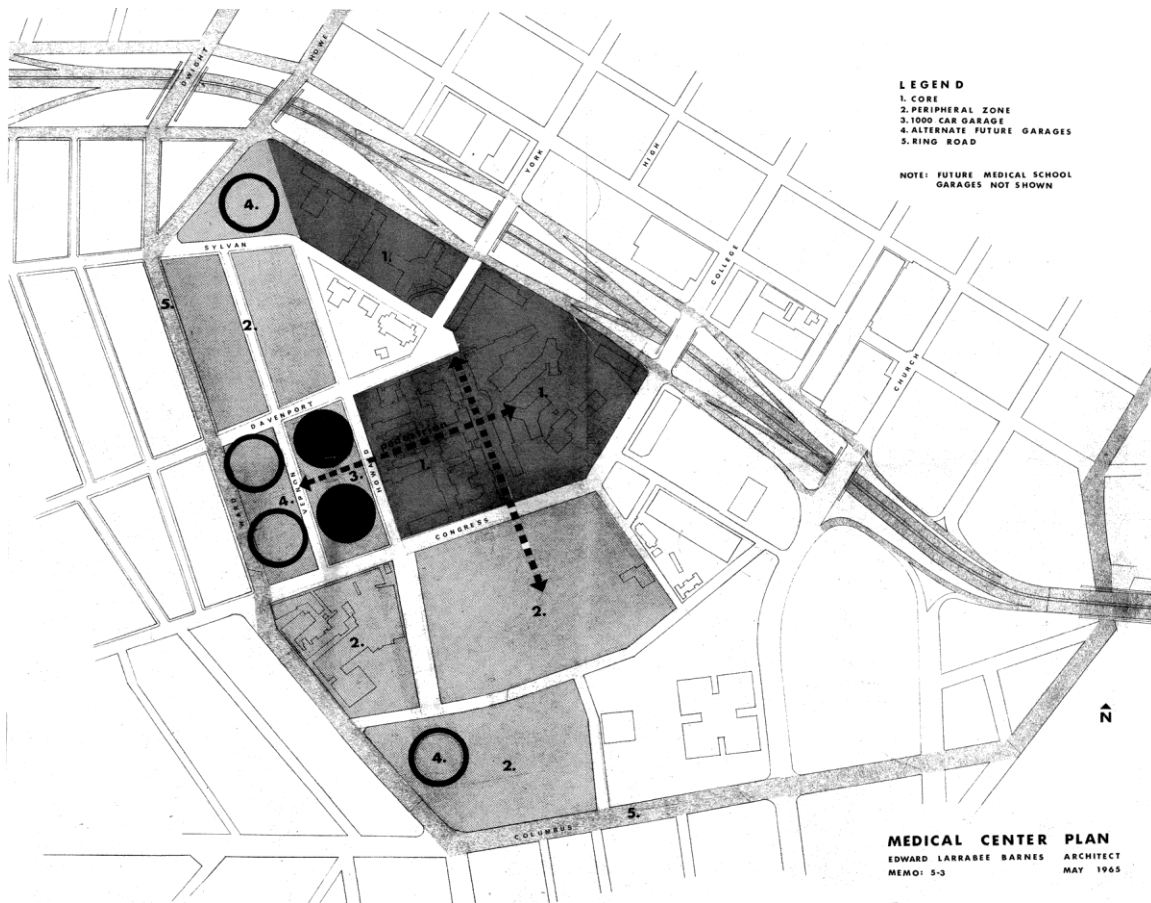 DWIGHT
HOWE
LEGEND
1. CORE
2. PERIPHERAL ZONE
3. 1000 CAR GARAGE
4. ALTERNATE FUTURE GARAGES
5. RING ROAD
NOTE: FUTURE MEDICAL SCHOOL
GARAGES NOT SHOWN
YORK
HIGH
4.
SYLVAN
1.
COLLEGE
5.
2.
CHURCH
DAVENPORT
1.
pedestrian
1.
HOWARD
3.
4.
VERNON
WARD
CONGRESS
2.
2.
N
4.
2.
5.
COLUMBUS
MEDICAL CENTER PLAN
EDWARD LARRABEE BARNES ARCHITECT
MEMO: 5-3 MAY 1965